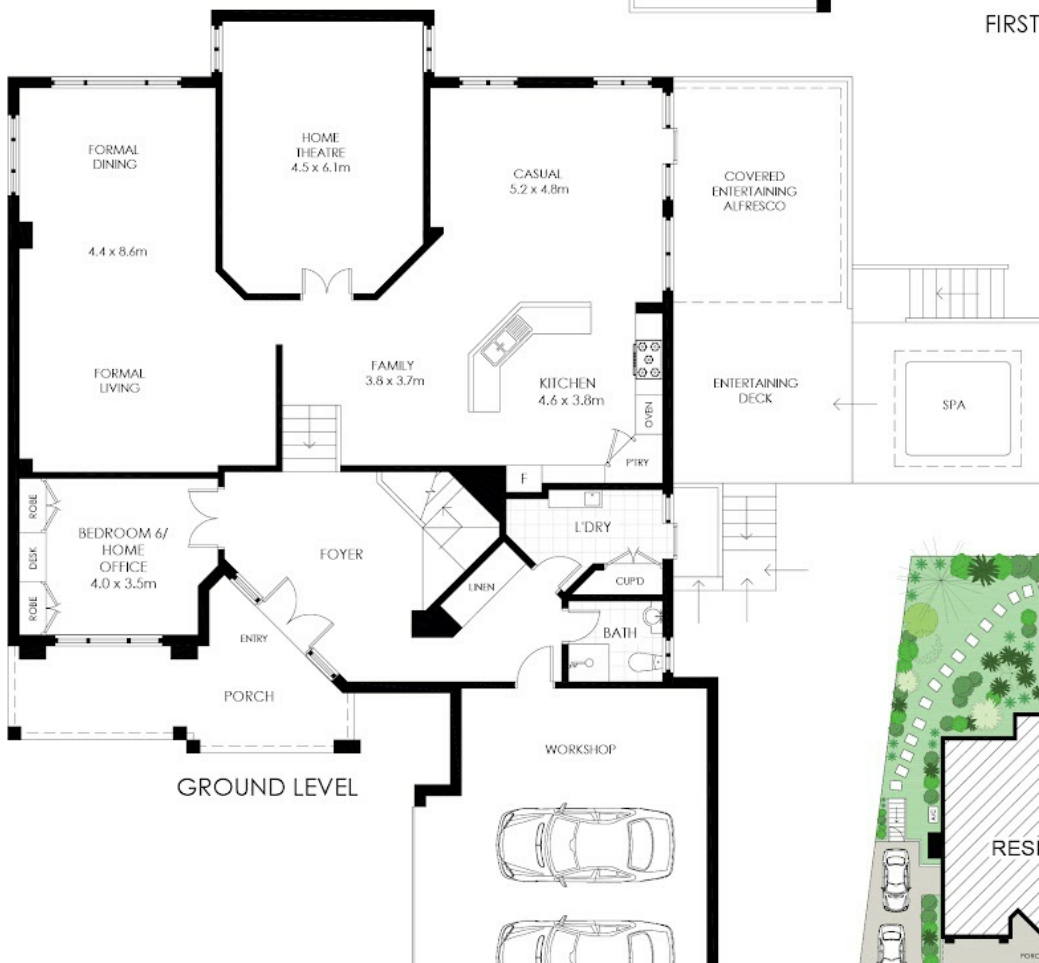 FIRST
FORMAL
DINING
HOME
THEATRE
4.5 x 6.1m
CASUAL
5.2 x 4.8m
COVERED
ENTERTAINING
ALFRESCO
4.4 x 8.6m
FORMAL
LIVING
FAMILY
3.8 x 3.7m
KITCHEN
4.6 x 3.8m
OVEN
ENTERTAINING
DECK
SPA
P'TRY
F
ROBE
DESK
ROBE
BEDROOM 6/
HOME
OFFICE
4.0 x 3.5m
FOYER
L'DRY
LINEN
CUP'D
BATH
ENTRY
PORCH
WORKSHOP
GROUND LEVEL
A/C
RESI
PORC